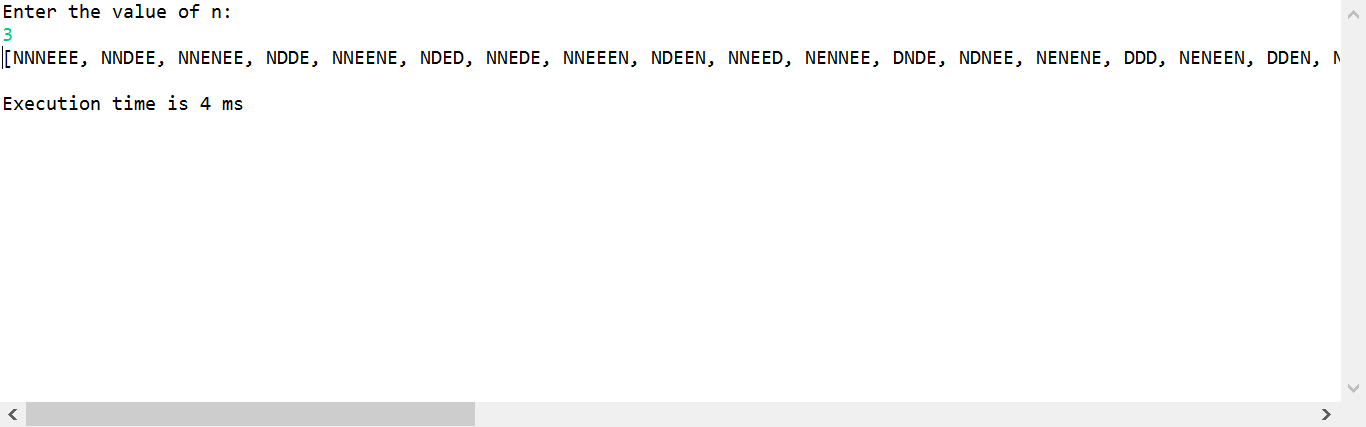 Enter the value of n:
3
[NNNEEE, NNDEE, NNENEE, NDDE, NNEENE, NDED, NNEDE, NNEEEN, NDEEN, NNEED, NENNEE, DNDE, NDNEE, NENENE, DDD, NENEEN, DDEN, N
Execution time is 4 ms